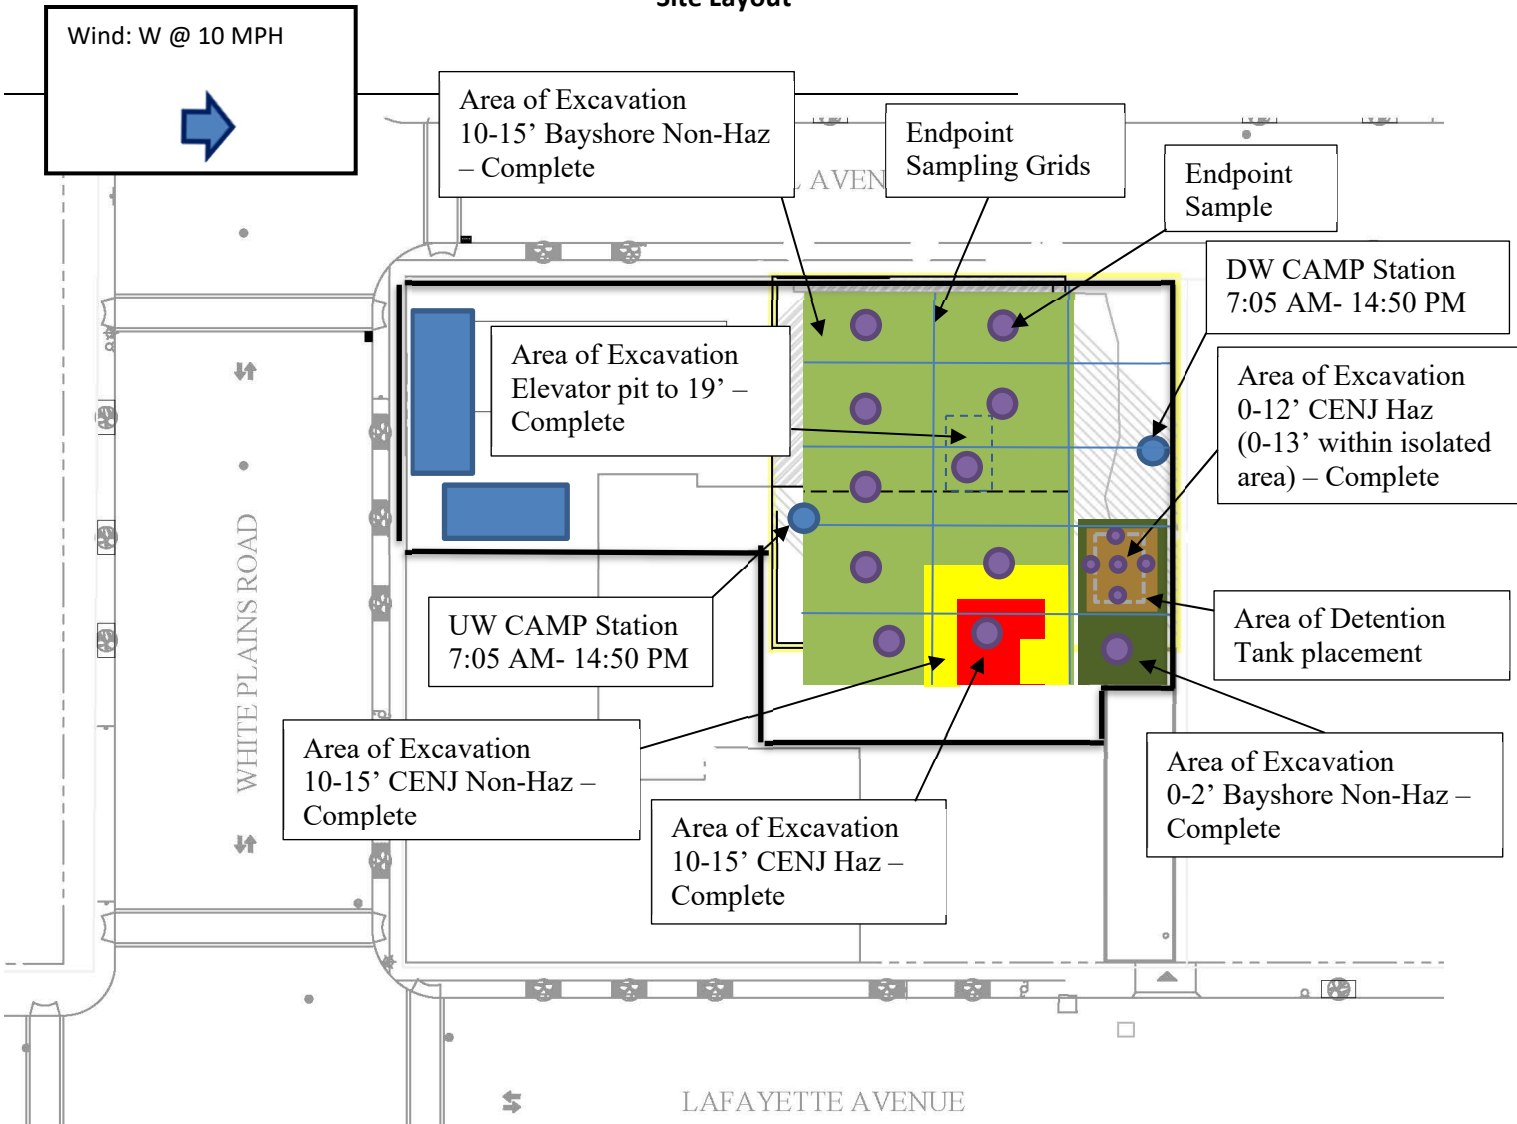 Site Layout
Wind: W @ 10 MPH
Area of Excavation
10-15’ Bayshore Non-Haz
– Complete
Endpoint
Sampling Grids
Endpoint
Sample
DW CAMP Station
7:05 AM- 14:50 PM
Area of Excavation
Elevator pit to 19’ –
Complete
Area of Excavation
0-12’ CENJ Haz
(0-13’ within isolated
area) – Complete
UW CAMP Station
7:05 AM- 14:50 PM
Area of Detention
Tank placement
WHITE PLAINS ROAD
Area of Excavation
10-15’ CENJ Non-Haz –
Complete
Area of Excavation
10-15’ CENJ Haz –
Complete
Area of Excavation
0-2’ Bayshore Non-Haz –
Complete
LAFAYETTE AVENUE